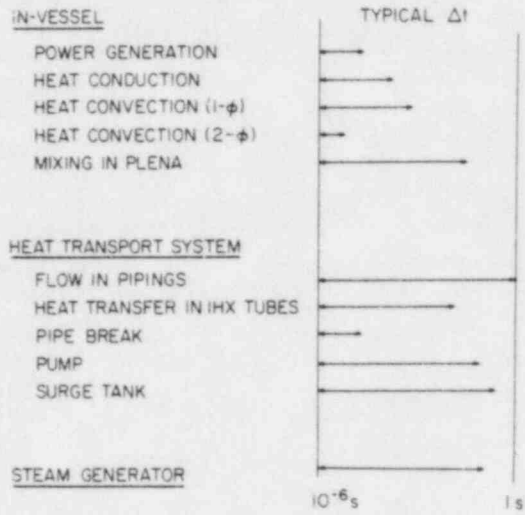 IN-VESSEL TYPICAL Δt
POWER GENERATION
HEAT CONDUCTION
HEAT CONVECTION (1-ϕ)
HEAT CONVECTION (2-ϕ)
MIXING IN PLENA
HEAT TRANSPORT SYSTEM
FLOW IN PIPINGS
HEAT TRANSFER IN IHX TUBES
PIPE BREAK
PUMP
SURGE TANK
STEAM GENERATOR
10⁻⁶s 1s